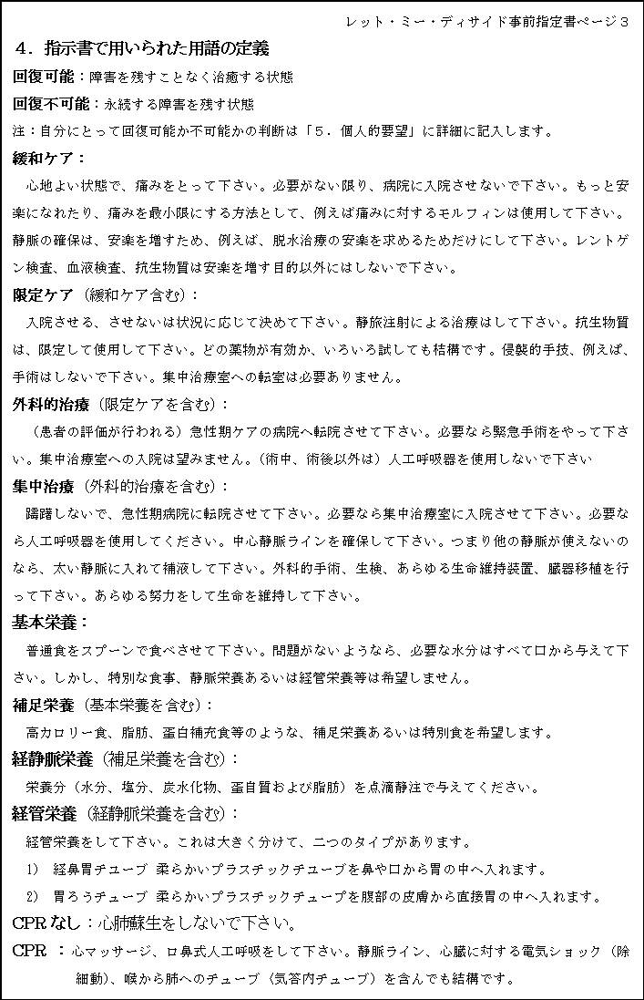 レット・ミー・ディサイド事前指定書ページ３
４．指示書で用いられた用語の定義
回復可能：障害を残すことなく治癒する状態
回復不可能：永続する障害を残す状態
注：自分にとって回復可能か不可能かの判断は「５．個人的要望」に詳細に記入します。
緩和ケア：
心地よい状態で、痛みをとって下さい。必要がない限り、病院に入院させないで下さい。もっと安
楽になれたり、痛みを最小限にする方法として、例えば痛みに対するモルフィンは使用して下さい。
静脈の確保は、安楽を増すため、例えば、脱水治療の安楽を求めるためだけにして下さい。レントゲ
ン検査、血液検査、抗生物質は安楽を増す目的以外にはしないで下さい。
限定ケア（緩和ケア含む）：
入院させる、させないは状況に応じて決めて下さい。静旅注射による治療はして下さい。抗生物質
は、限定して使用して下さい。どの薬物が有効か、いろいろ試しても桔構です。侵襲的手技、例えぱ、
手術はしないで下さい。集中治療室への転室は必要ありません。
外科的治療（限定ケアを含む）：
（患者の評価が行われる）急性期ケアの病院へ転院させて下さい。必要なら緊急手術をやって下さ
い。集中治療室への入院は望みません。（術中、術後以外は）人工呼吸器を使用しないで下さい
集中治療（外科的治療を含む）：
躊躇しないで、急性期病院に転院させて下さい。必要なら集中治療室に入院させて下さい。必要な
ら人工呼吸器を使用してください。中心静脈ラインを確保して下さい。つまり他の静脈が使えないの
なら、太い静脈に入れて補液して下さい。外科的手術、生検、あらゆる生命維持装置、臓器移植を行
って下さい。あらゆる努力をして生命を維持して下さい。
基本栄養：
普通食をスプーンで食べさせて下さい。問題がないようなら、必要な水分はすべて口から与えて下
さい。しかし、特別な食事、静脈栄養あるいは経管栄養等は希望しません。
補足栄養（基本栄養を含む）：
高カロリー食、脂肪、蛋白補充食等のような、補足栄養あるいは特別食を希望します。
経静脈栄養（補足栄養を含む）：
栄養分（水分、塩分、炭水化物、蛋自質および脂肪）を点滴静注で与えてください。
経管栄養（経静脈栄養を含む）：
経管栄養をして下さい。これは大きく分けて、二つのタイプがあります。
1） 経鼻胃チユーブ 柔らかいプラスチックチユーブを鼻や口から胃の中へ入れます。
2） 胃ろうチューブ 柔らかいプラスチックチュープを腹部の皮膚から直接胃の中へ入れます。
CPRなし：心肺蘇生をしないで下さい。
CPR ：心マッサージ、口鼻式人工呼吸をして下さい。静脈ライン、心臓に対する電気ショック（除
細動）、喉から肺へのチューブ（気答内チューブ）を含んでも結構です。